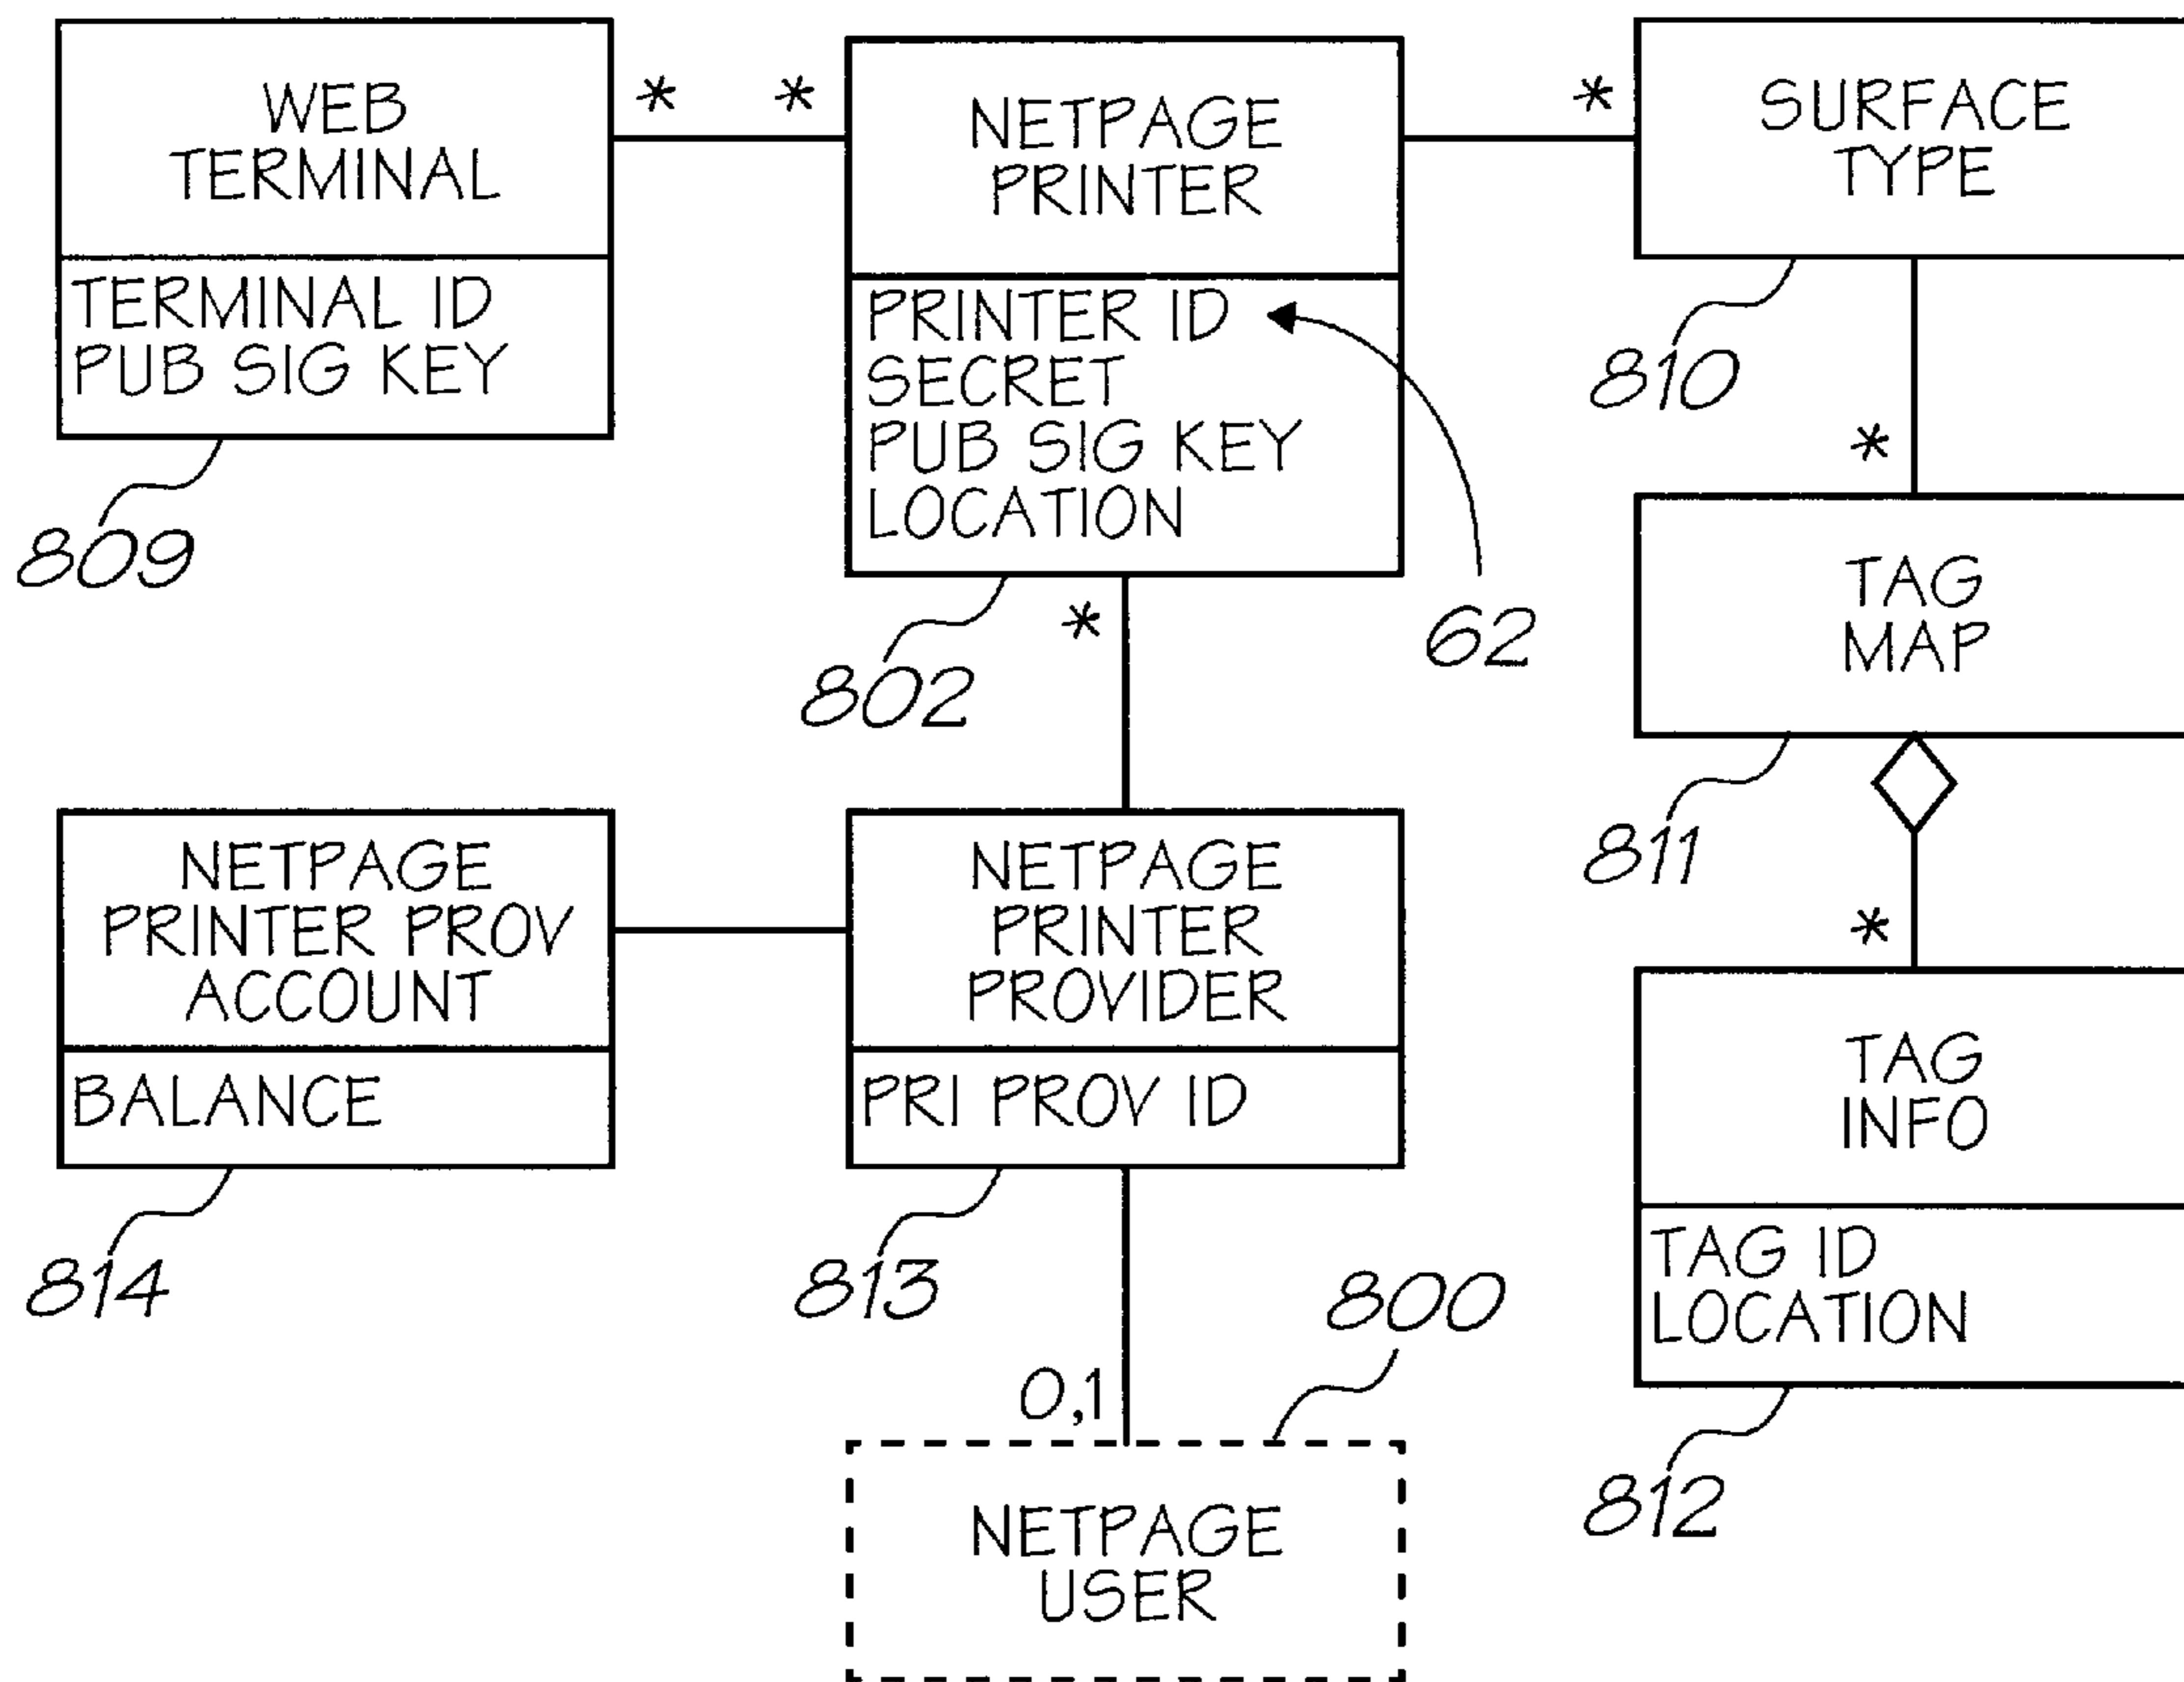 WEB
TERMINAL
TERMINAL ID
PUB SIG KEY
809
*
*
NETPAGE
PRINTER
PRINTER ID
SECRET
PUB SIG KEY
LOCATION
62
802
*
*
SURFACE
TYPE
810
*
TAG
MAP
811
*
TAG
INFO
TAG ID
LOCATION
812
NETPAGE
PRINTER PROV
ACCOUNT
BALANCE
814
NETPAGE
PRINTER
PROVIDER
PRI PROV ID
813
0,1
800
NETPAGE
USER